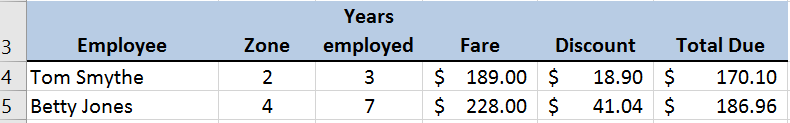 Years
3 Employee Zone employed Fare Discount Total Due
4 Tom Smythe 2 3 $ 189.00 $ 18.90 $ 170.10
5 Betty Jones 4 7 $ 228.00 $ 41.04 $ 186.96